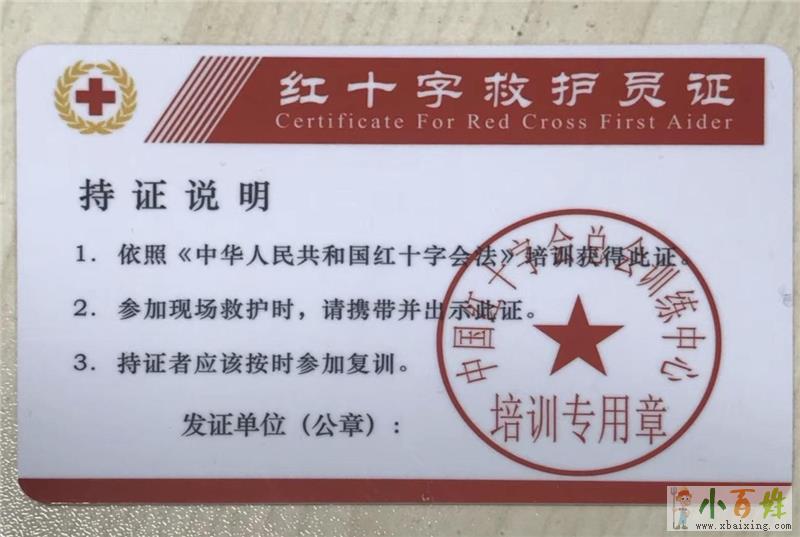 红十字救护员证
Certificate For Red Cross First Aider
持证说明
1. 依照《中华人民共和国红十字会法》培训获得此证。
2. 参加现场救护时，请携带并出示此证。
3. 持证者应该按时参加复训。
发证单位（公章）：
中国红十字会总会训练中心
培训专用章
小百姓
www.xbaixing.com